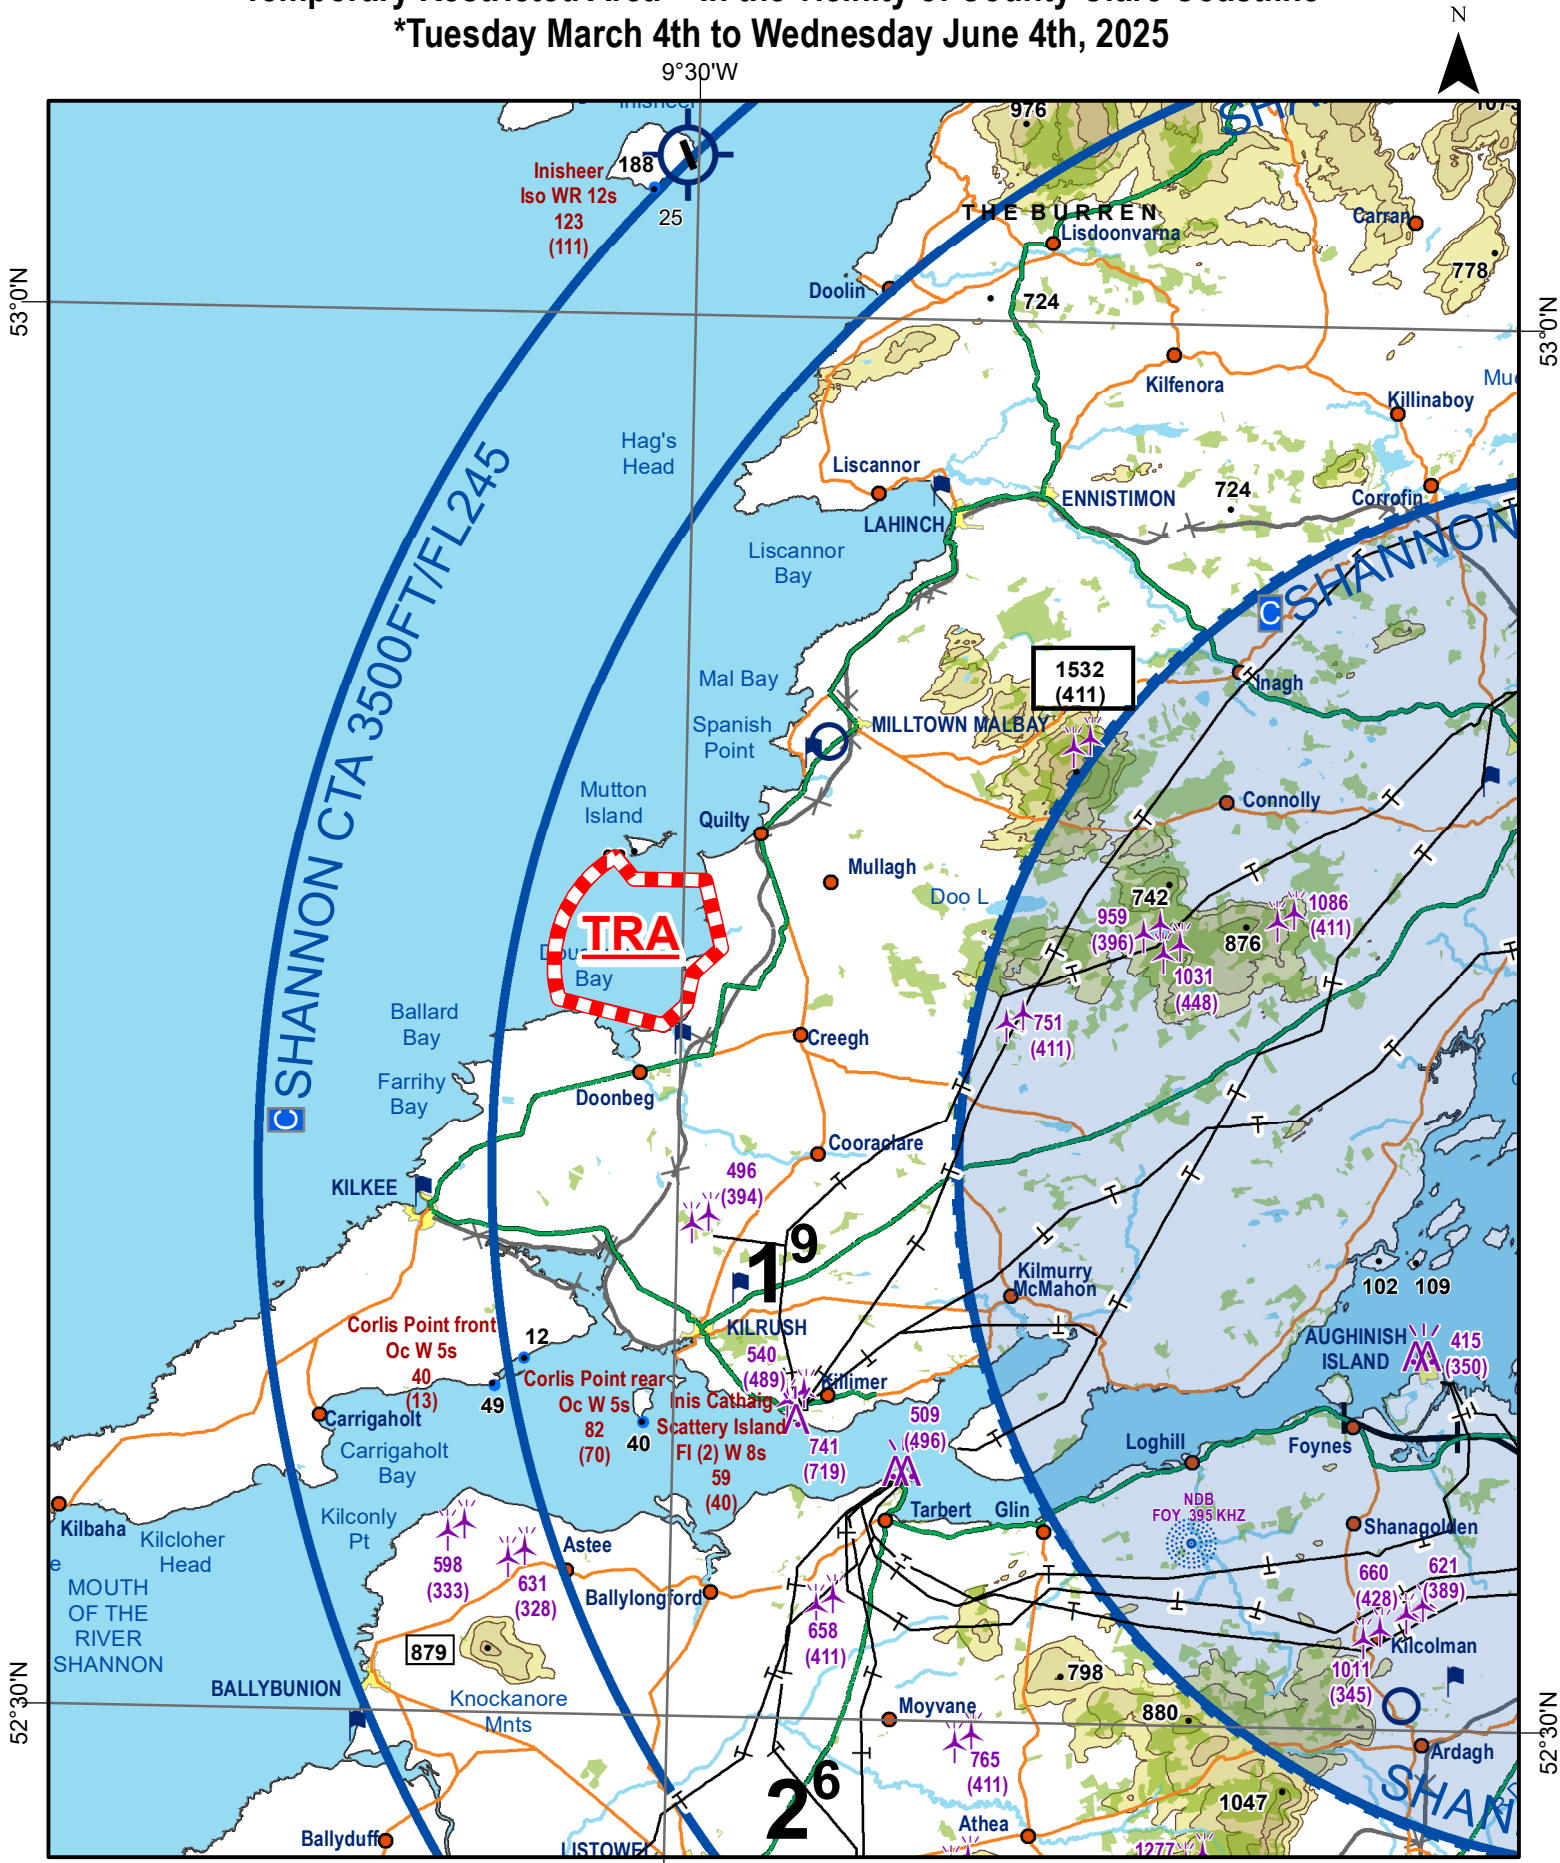 *Tuesday March 4th to Wednesday June 4th, 2025
N
9°30'W
53°0'N
53°0'N
52°30'N
52°30'N
976
188
Inisheer
Iso WR 12s
123
(111)
25
THE BURREN
Lisdoonvarna
Carran
778
Doolin
724
Kilfenora
Killinaboy
Hag's
Head
Liscannor
LAHINCH
ENNISTIMON
724
Corrofin
SHANNON
C
Liscannor
Bay
SHANNON CTA 3500FT/FL245
C
Mal Bay
Spanish
Point
MILLTOWN MALBAY
1532
(411)
Inagh
Mutton
Island
Quilty
Mullagh
Connolly
Doo L
TRA
Bay
742
959
(396)
876
1086
(411)
1031
(448)
751
(411)
Ballard
Bay
Creegh
Farrihy
Bay
Doonbeg
Cooraclare
KILKEE
496
(394)
1⁹
Kilmurry
McMahon
102
109
KILRUSH
Corlis Point front
Oc W 5s
40
(13)
12
49
Corlis Point rear
Oc W 5s
82
(70)
40
Inis Cathaig
Scattery Island
Fl (2) W 8s
59
(40)
540
(489)
Killimer
741
(719)
509
(496)
AUGHINISH
ISLAND
415
(350)
Carrigaholt
Carrigaholt
Bay
Loghill
Foynes
Kilbaha
Kilcloher
Head
Kilconly
Pt
Tarbert
Glin
NDB
FOY 395 KHZ
Shanagolden
e
MOUTH
OF THE
RIVER
SHANNON
598
(333)
631
(328)
Astee
Ballylongford
658
(411)
660
(428)
621
(389)
Kilcolman
1011
(345)
879
798
BALLYBUNION
Knockanore
Mnts
Moyvane
880
765
(411)
Ardagh
2⁶
1047
Ballyduff
LISTOWEL
Athea
1277